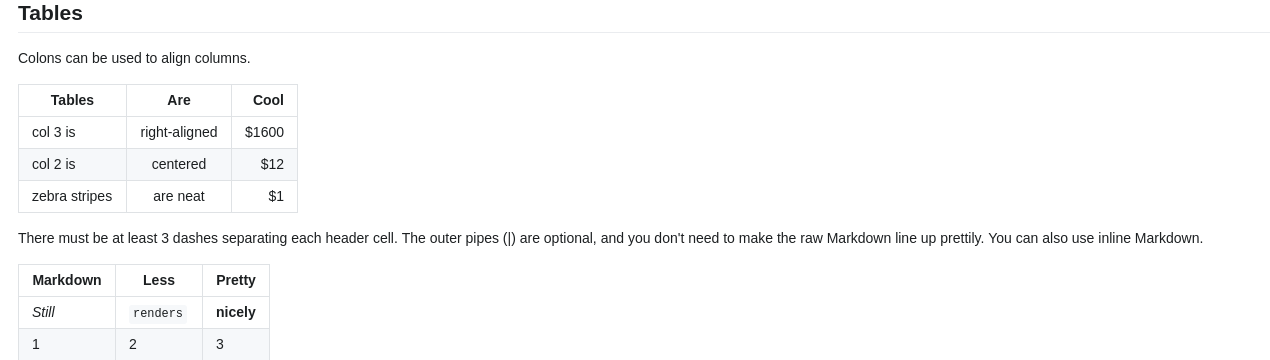 Tables
Colons can be used to align columns.
Tables Are Cool
col 3 is right-aligned $1600
col 2 is centered $12
zebra stripes are neat $1
There must be at least 3 dashes separating each header cell. The outer pipes (|) are optional, and you don't need to make the raw Markdown line up prettily. You can also use inline Markdown.
Markdown Less Pretty
Still renders nicely
1 2 3